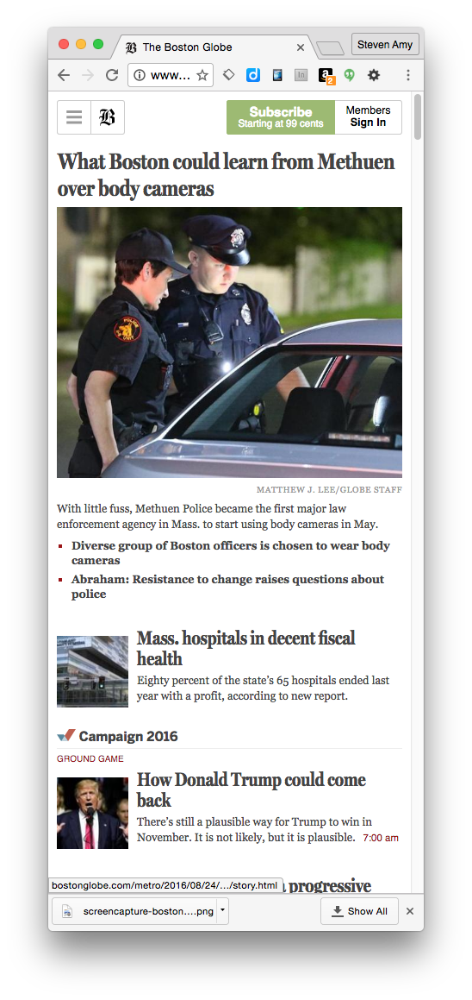 The Boston Globe
Steven Amy
www...
2
B
Subscribe
Starting at 99 cents
Members
Sign In
What Boston could learn from Methuen
over body cameras
POLICE
K-9 UNIT
MATTHEW J. LEE/GLOBE STAFF
With little fuss, Methuen Police became the first major law
enforcement agency in Mass. to start using body cameras in May.
Diverse group of Boston officers is chosen to wear body
cameras
Abraham: Resistance to change raises questions about
police
Mass. hospitals in decent fiscal
health
Eighty percent of the state's 65 hospitals ended last
year with a profit, according to new report.
Campaign 2016
GROUND GAME
How Donald Trump could come
back
There's still a plausible way for Trump to win in
November. It is not likely, but it is plausible. 7:00 am
bostonglobe.com/metro/2016/08/24/.../story.html
progressive
screencapture-boston....png
Show All